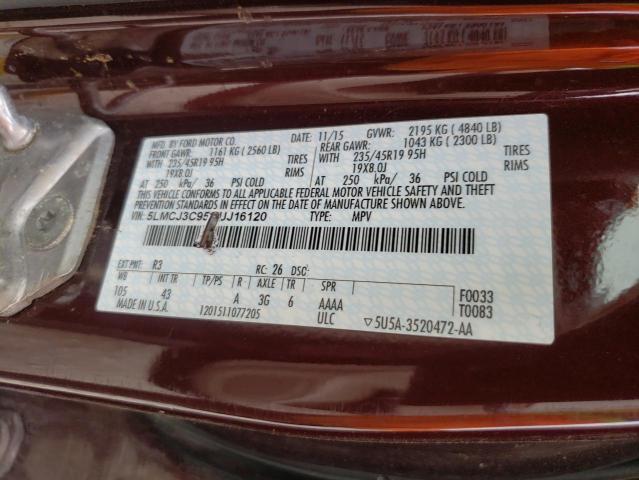 MFD. BY FORD MOTOR CO.
DATE: 11/15 GVWR: 2195 KG ( 4840 LB)
FRONT GAWR: 1161 KG ( 2560 LB) REAR GAWR: 1043 KG ( 2300 LB)
WITH 235/45R19 95H TIRES WITH 235/45R19 95H TIRES
19X8.0J RIMS 19X8.0J RIMS
AT 250 kPa/ 36 PSI COLD AT 250 kPa/ 36 PSI COLD
THIS VEHICLE CONFORMS TO ALL APPLICABLE FEDERAL MOTOR VEHICLE SAFETY AND THEFT
PREVENTION STANDARDS IN EFFECT ON THE DATE OF MANUFACTURE SHOWN ABOVE.
VIN: TYPE: MPV
EXT PNT: R3 RC: 26 DSO:
WB INT TR TP/PS R AXLE TR SPR
105 43 A 3G 6 AAAA
F0033
T0083
MADE IN U.S.A. 1201511077205 ULC ▽5U5A-3520472-AA